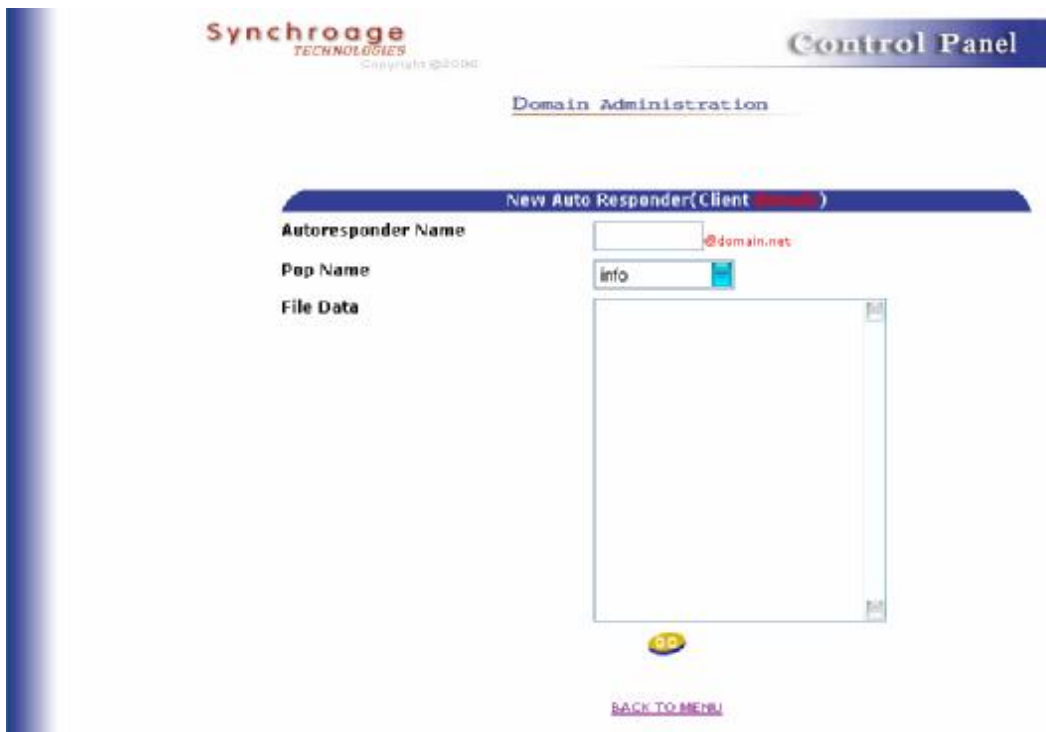 Synchroage
TECHNOLOGIES
Control Panel
Domain Administration
New Auto Responder(Client )
Autoresponder Name
@domain.net
Pop Name
info
File Data
GO
BACK TO MENU